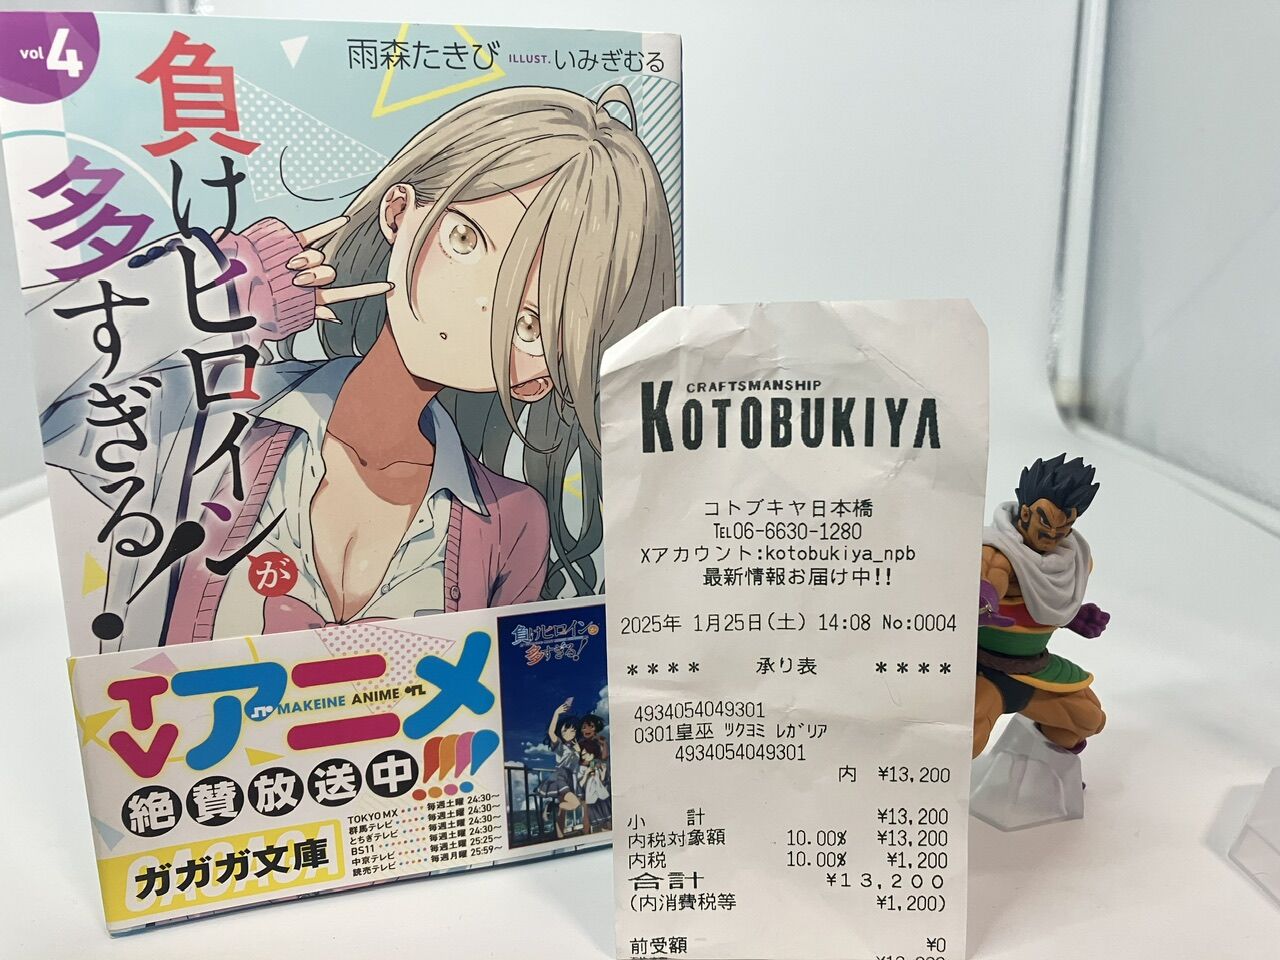 vol 4
雨森たきび ILLUST. いみぎむる
負けヒロインが
多すぎる!
TV アニメ
MAKEINE ANIME
絶賛放送中!!!!
負けヒロインが
多すぎる!
TOKYO MX ・・・・・ 毎週土曜 24:30〜
群馬テレビ ・・・・・ 毎週土曜 24:30〜
とちぎテレビ ・・・・ 毎週土曜 24:30〜
BS11 ・・・・・ 毎週土曜 24:30〜
中京テレビ ・・・・・ 毎週土曜 25:25〜
読売テレビ ・・・・・ 毎週月曜 25:59〜
GAGAGA
ガガガ文庫
CRAFTSMANSHIP
KOTOBUKIYA
コトブキヤ日本橋
℡06-6630-1280
Xアカウント:kotobukiya_npb
最新情報お届け中!!
2025年 1月25日(土) 14:08 No:0004
**** 承り表 ****
4934054049301
0301皇巫 ツクヨミ レガリア
4934054049301
内 ¥13,200
小 計 ¥13,200
内税対象額 10.00% ¥13,200
内税 10.00% ¥1,200
合計 ¥13,200
(内消費税等 ¥1,200)
前受額 ¥0